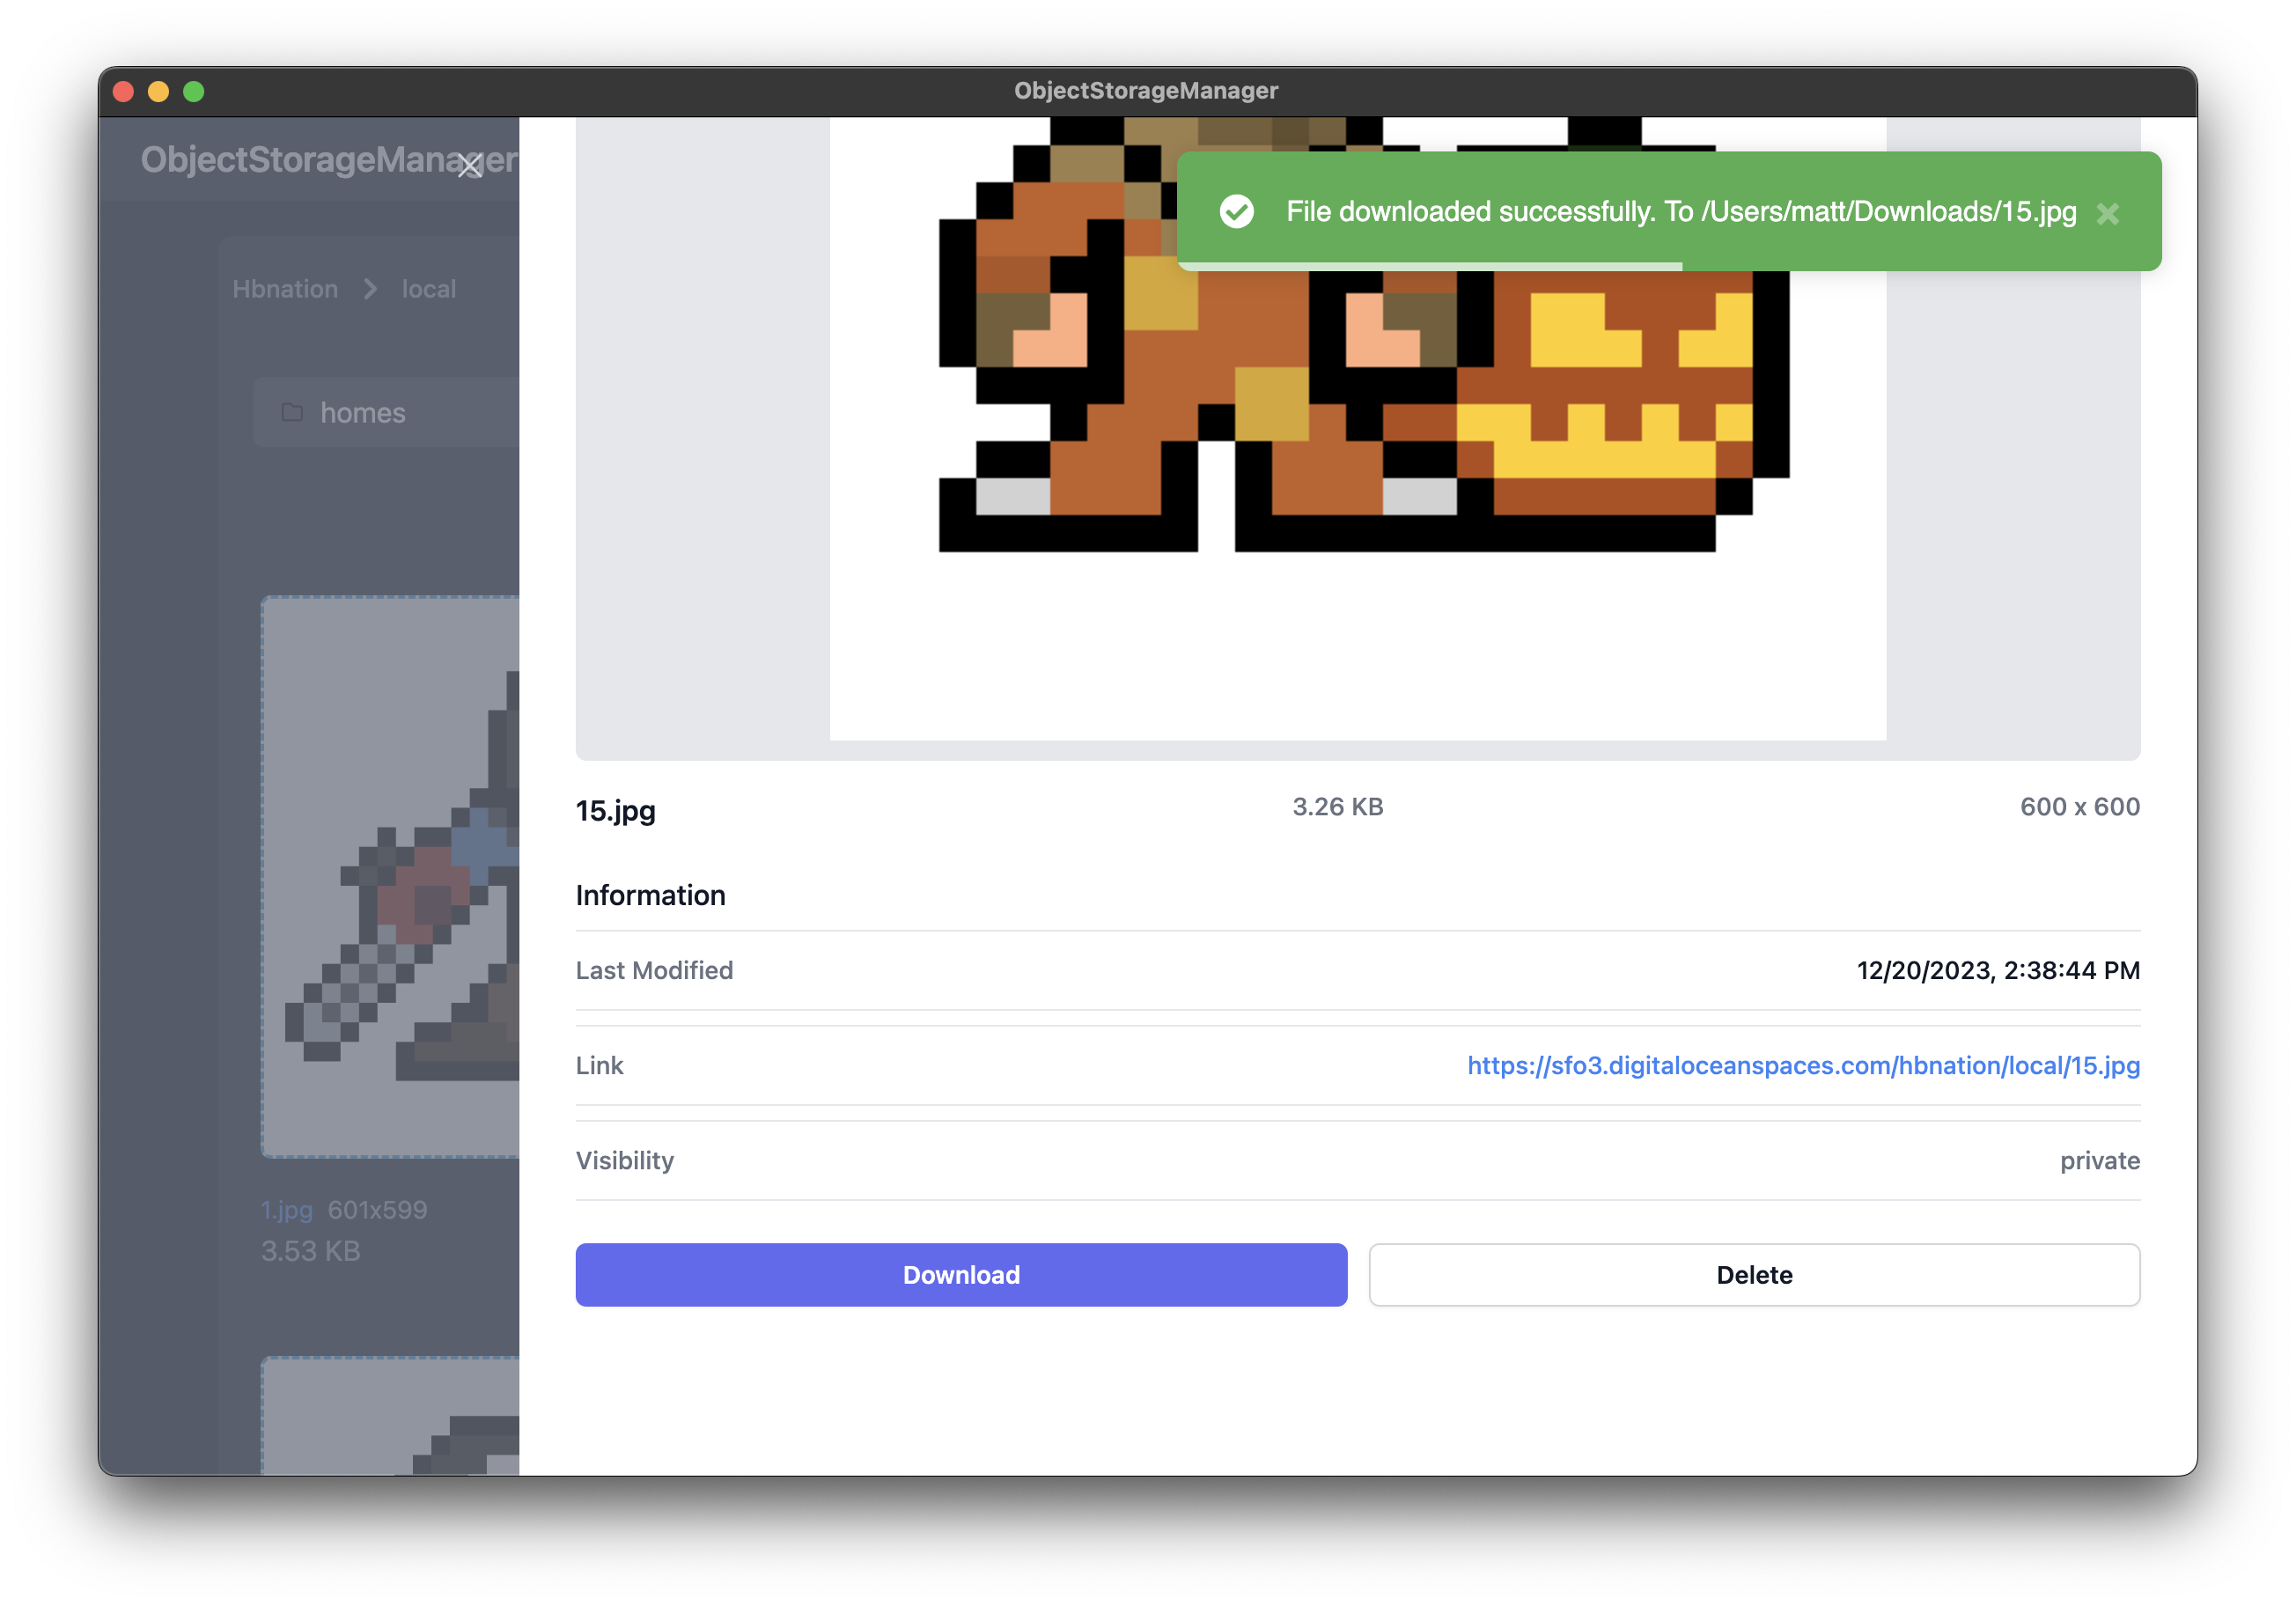 ObjectStorageManager
ObjectStorageManager
Hbnation
local
homes
1.jpg 601x599
3.53 KB
File downloaded successfully. To /Users/matt/Downloads/15.jpg
15.jpg
3.26 KB
600 x 600
Information
Last Modified
12/20/2023, 2:38:44 PM
Link
https://sfo3.digitaloceanspaces.com/hbnation/local/15.jpg
Visibility
private
Download
Delete